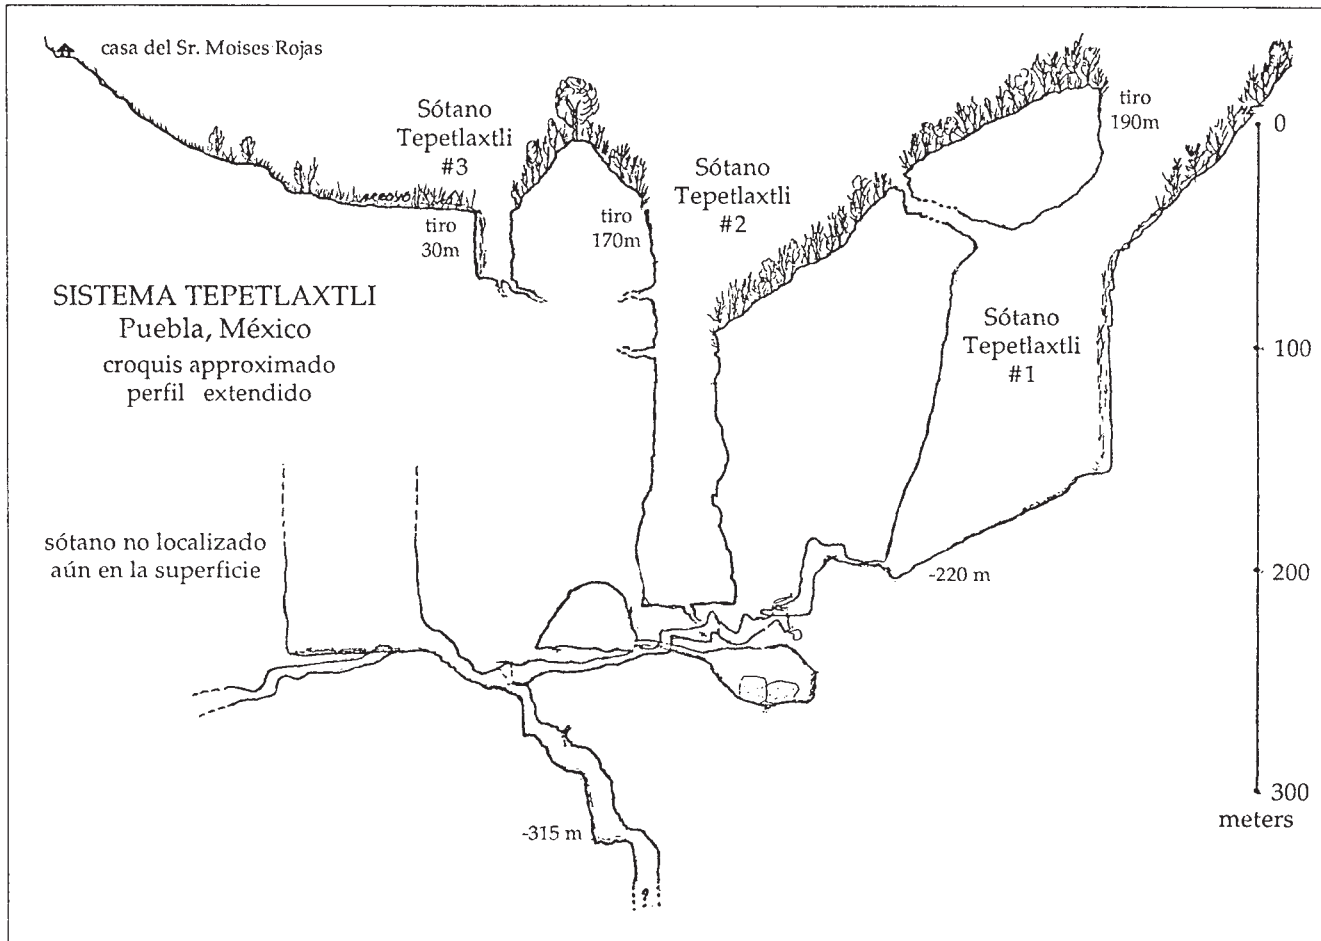 casa del Sr. Moises Rojas
Sótano
Tepetlaxtli
#3
tiro
30m
arroyo
tiro
170m
Sótano
Tepetlaxtli
#2
tiro
190m
0
SISTEMA TEPETLAXTLI
Puebla, México
croquis approximado
perfil extendido
Sótano
Tepetlaxtli
#1
100
sótano no localizado
aún en la superficie
-220 m
200
-315 m
300
meters
?